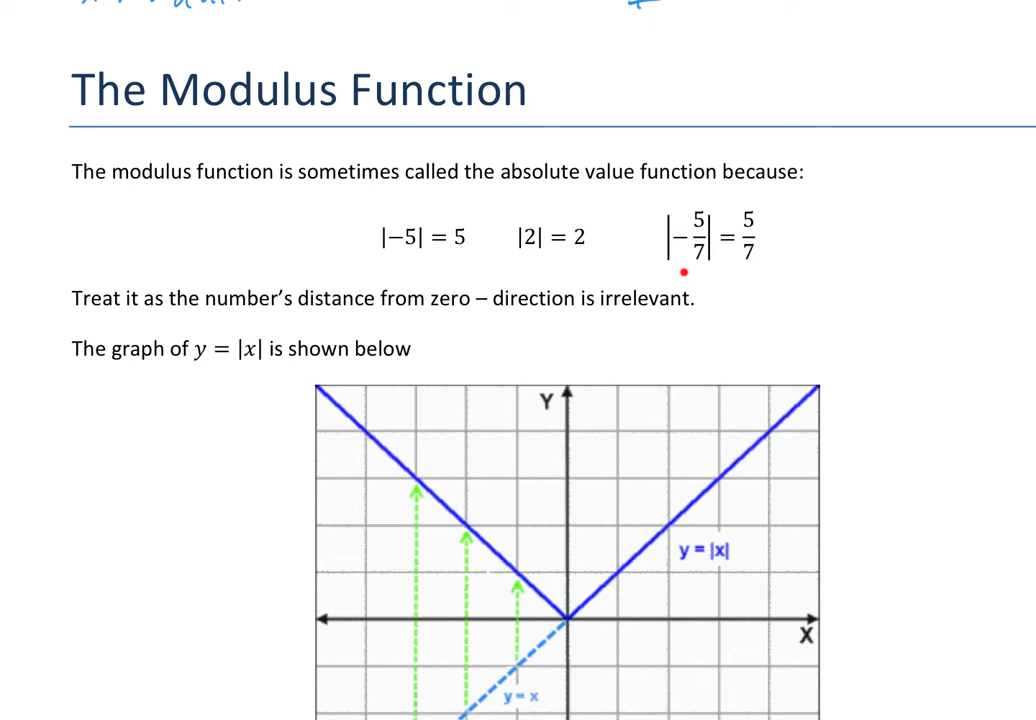 The Modulus Function
The modulus function is sometimes called the absolute value function because:
|−5| = 5 |2| = 2 |−5/7| = 5/7
Treat it as the number’s distance from zero – direction is irrelevant.
The graph of y = |x| is shown below
Y
y = |x|
X
y = x